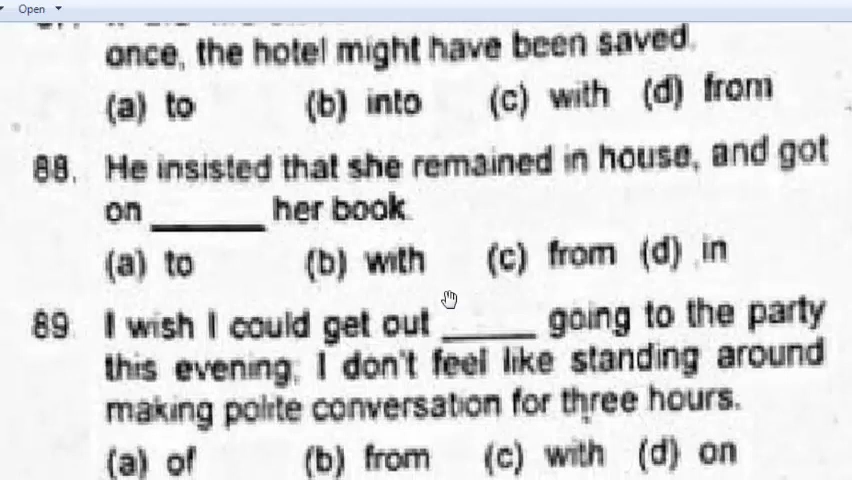 Open
once, the hotel might have been saved.
(a) to (b) into (c) with (d) from
88. He insisted that she remained in house, and got
on ______ her book.
(a) to (b) with (c) from (d) in
89. I wish I could get out _____ going to the party
this evening; I don't feel like standing around
making polite conversation for three hours.
(a) of (b) from (c) with (d) on